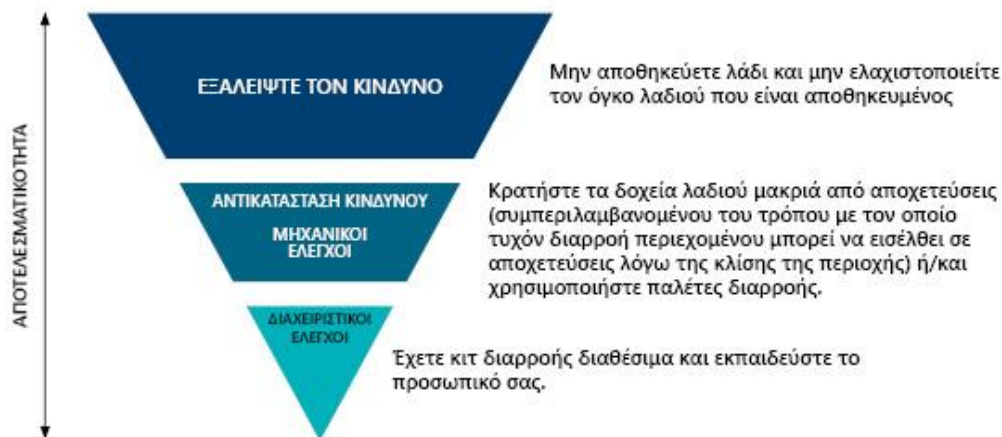 ΑΠΟΤΕΛΕΣΜΑΤΙΚΟΤΗΤΑ
ΕΞΑΛΕΙΨΤΕ ΤΟΝ ΚΙΝΔΥΝΟ
Μην αποθηκεύετε λάδι και μην ελαχιστοποιείτε
τον όγκο λαδιού που είναι αποθηκευμένος
ΑΝΤΙΚΑΤΑΣΤΑΣΗ ΚΙΝΔΥΝΟΥ
ΜΗΧΑΝΙΚΟΙ
ΕΛΕΓΧΟΙ
Κρατήστε τα δοχεία λαδιού μακριά από αποχετεύσεις
(συμπεριλαμβανομένου του τρόπου με τον οποίο
τυχόν διαρροή περιεχομένου μπορεί να εισέλθει σε
αποχετεύσεις λόγω της κλίσης της περιοχής) ή/και
χρησιμοποιήστε παλέτες διαρροής.
ΔΙΑΧΕΙΡΙΣΤΙΚΟΙ
ΕΛΕΓΧΟΙ
Έχετε κιτ διαρροής διαθέσιμα και εκπαιδεύστε το
προσωπικό σας.